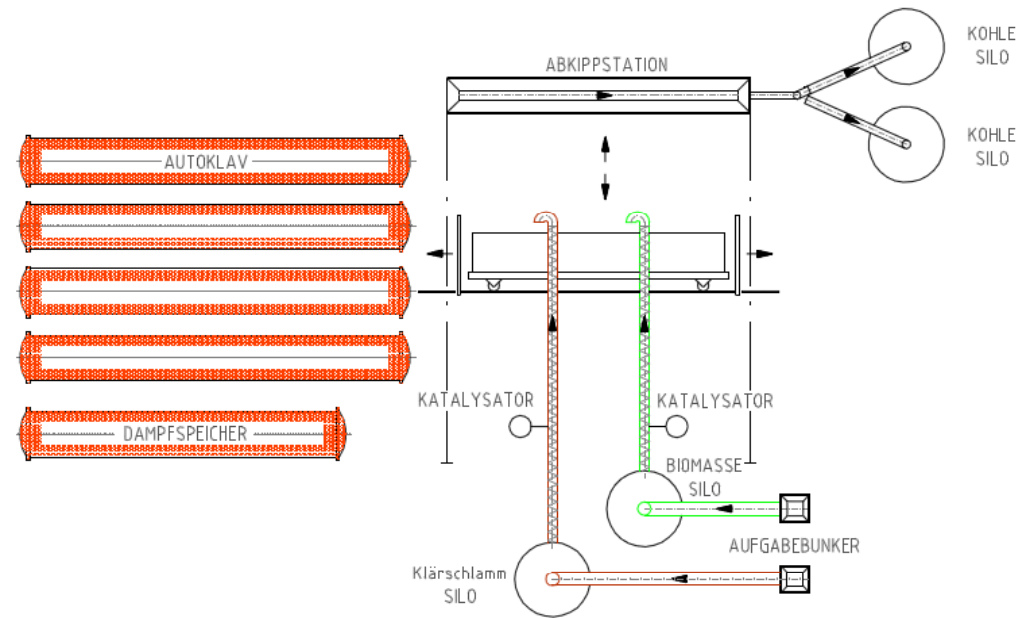 ABKIPPSTATION
KOHLE
SILO
KOHLE
SILO
AUTOKLAV
DAMPFSPEICHER
KATALYSATOR
KATALYSATOR
BIOMASSE
SILO
AUFGABEBUNKER
Klärschlamm
SILO